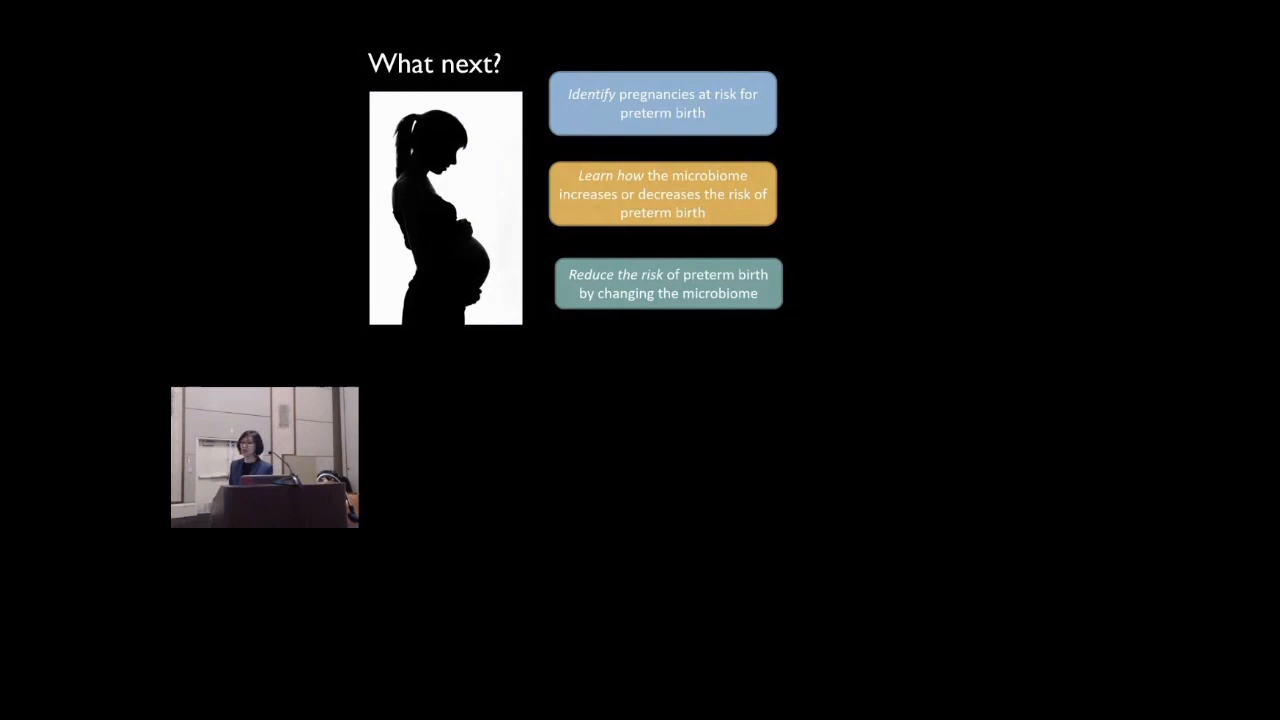 What next?
Identify pregnancies at risk for
preterm birth
Learn how the microbiome
increases or decreases the risk of
preterm birth
Reduce the risk of preterm birth
by changing the microbiome